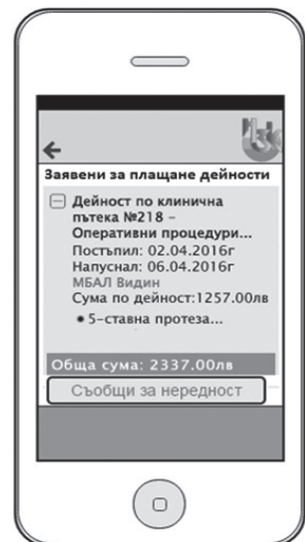 Заявени за плащане дейности
Дейност по клинична
пътека №218 –
Оперативни процедури...
Постъпил: 02.04.2016г
Напуснал: 06.04.2016г
МБАЛ Видин
Сума по дейност:1257.00лв
• 5-ставна протеза...
Обща сума: 2337.00лв
Съобщи за нередност